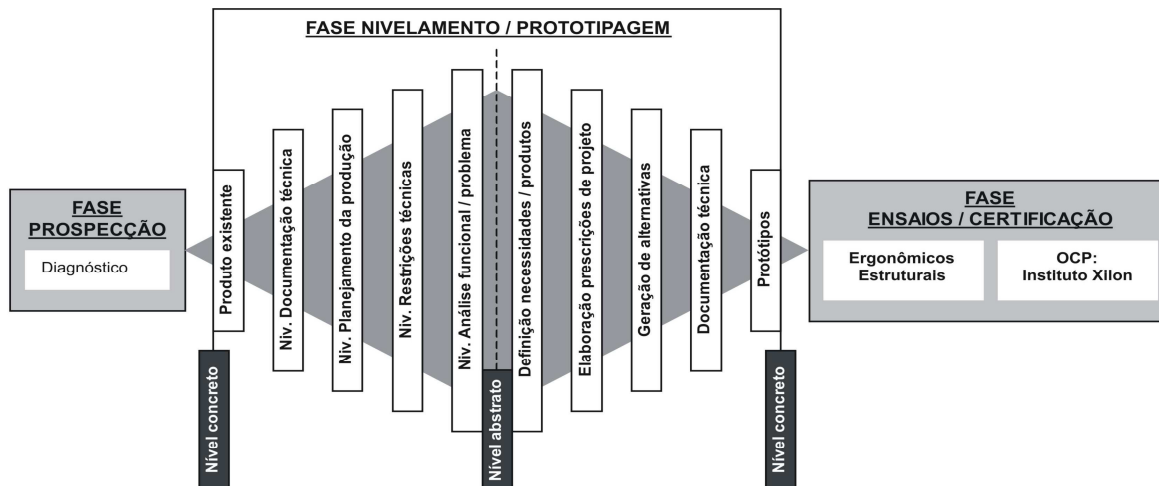 FASE NIVELAMENTO / PROTOTIPAGEM
FASE
PROSPECÇÃO
Diagnóstico
Produto existente
Niv. Documentação técnica
Niv. Planejamento da produção
Niv. Restrições técnicas
Niv. Análise funcional / problema
Definição necessidades / produtos
Elaboração prescrições de projeto
Geração de alternativas
Documentação técnica
Protótipos
FASE
ENSAIOS / CERTIFICAÇÃO
Ergonômicos
Estruturais
OCP:
Instituto Xilon
Nível concreto
Nível abstrato
Nível concreto